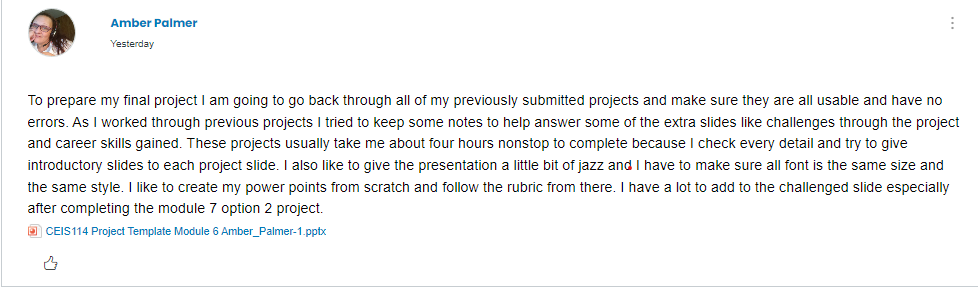 Amber Palmer
Yesterday
To prepare my final project I am going to go back through all of my previously submitted projects and make sure they are all usable and have no
errors. As I worked through previous projects I tried to keep some notes to help answer some of the extra slides like challenges through the project
and career skills gained. These projects usually take me about four hours nonstop to complete because I check every detail and try to give
introductory slides to each project slide. I also like to give the presentation a little bit of jazz and I have to make sure all font is the same size and
the same style. I like to create my power points from scratch and follow the rubric from there. I have a lot to add to the challenged slide especially
after completing the module 7 option 2 project.
CEIS114 Project Template Module 6 Amber_Palmer-1.pptx